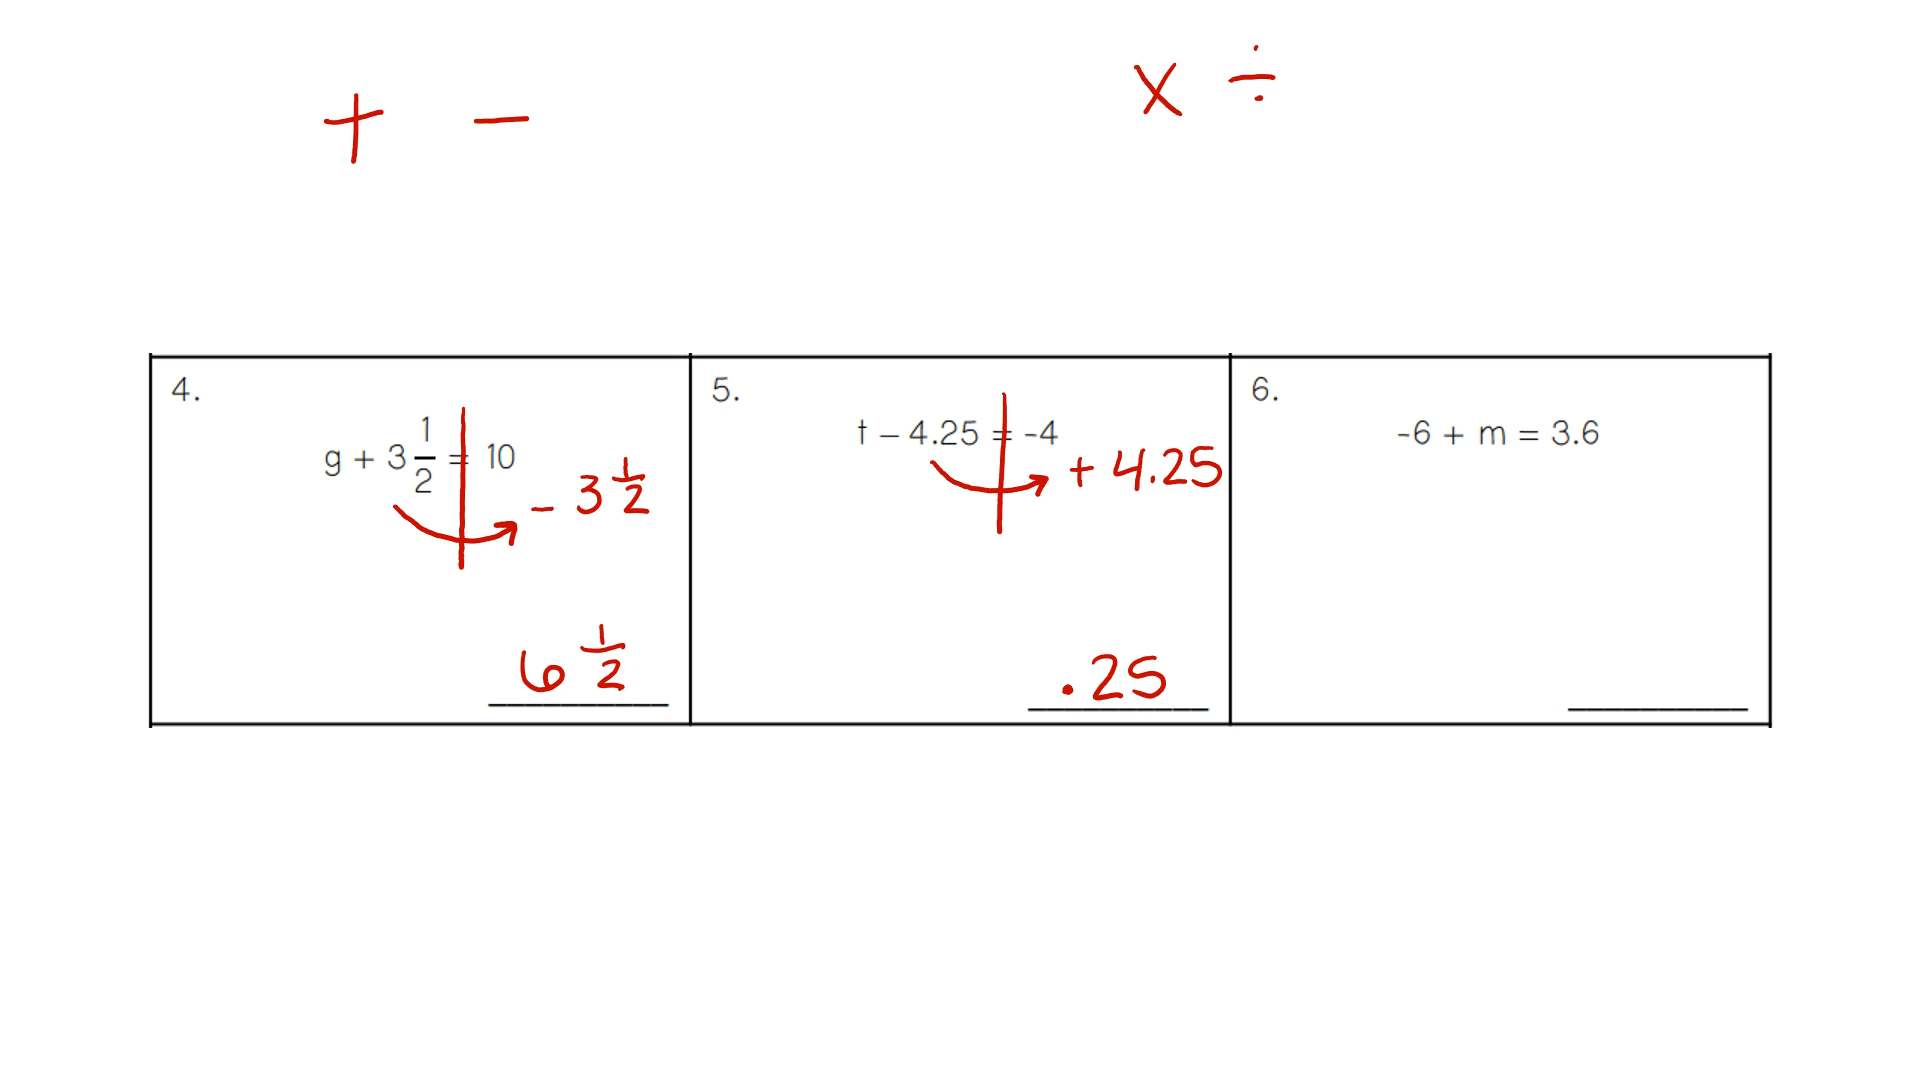 + − × ÷
4.
g + 3 1/2 = 10
− 3 1/2
6 1/2
5.
t – 4.25 = -4
+ 4.25
.25
6.
-6 + m = 3.6